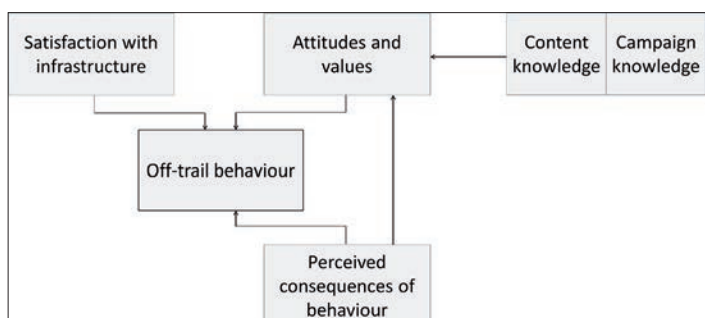 Satisfaction with
infrastructure
Attitudes and
values
Content
knowledge
Campaign
knowledge
Off-trail behaviour
Perceived
consequences of
behaviour